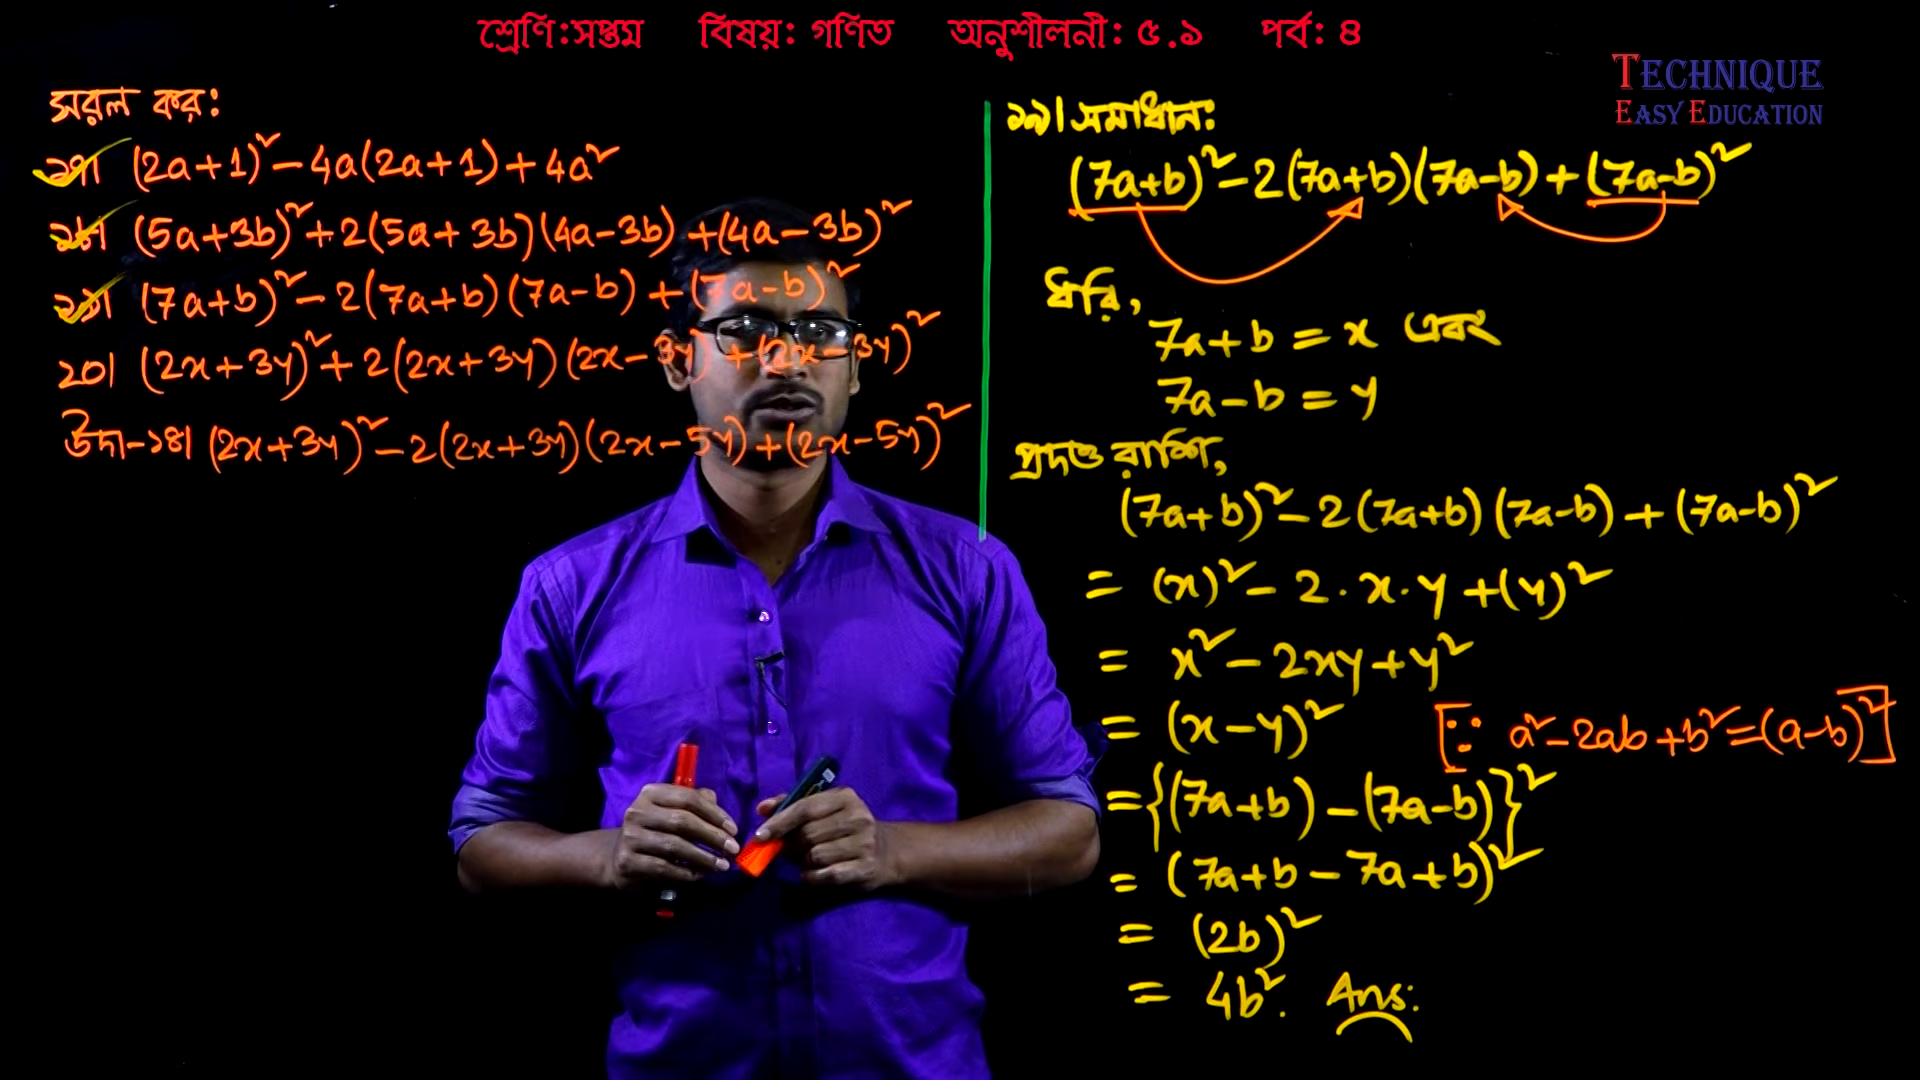 শ্রেণি:সপ্তম বিষয়: গণিত অনুশীলনী: ৫.১ পর্ব: ৪
TECHNIQUE
EASY EDUCATION
সরল কর:
১৭। (2a+1)² - 4a(2a+1) + 4a²
১৮। (5a+3b)² + 2(5a+3b)(4a-3b) + (4a-3b)²
১৯। (7a+b)² - 2(7a+b)(7a-b) + (7a-b)²
২০। (2x+3y)² + 2(2x+3y)(2x-3y) + (2x-3y)²
উদা-১৪। (2x+3y)² - 2(2x+3y)(2x-5y) + (2x-5y)²
১৯। সমাধান:
(7a+b)² - 2(7a+b)(7a-b) + (7a-b)²
ধরি,
7a+b = x এবং
7a-b = y
প্রদত্ত রাশি,
(7a+b)² - 2(7a+b)(7a-b) + (7a-b)²
= (x)² - 2.x.y + (y)²
= x² - 2xy + y²
= (x-y)² [∵ a²-2ab+b²=(a-b)²]
= {(7a+b) - (7a-b)}²
= (7a+b - 7a+b)²
= (2b)²
= 4b². Ans: